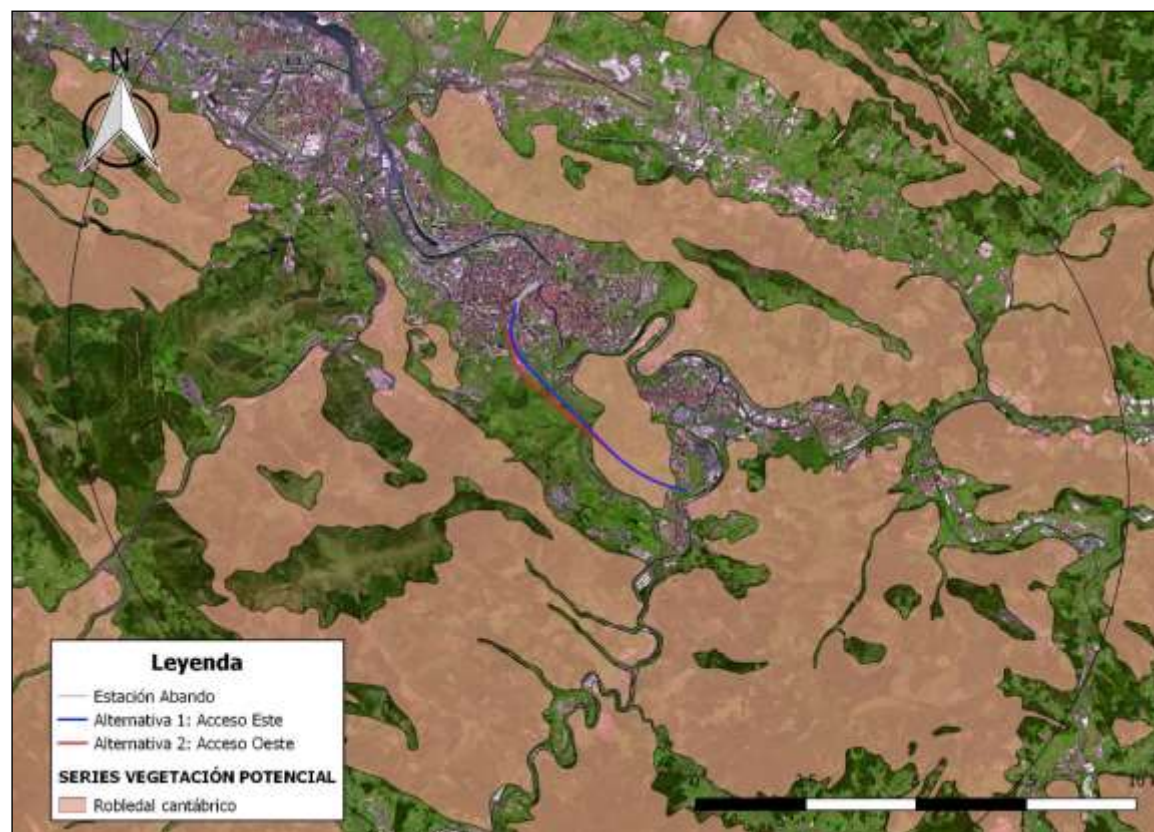 N
Leyenda
Estación Abando
Alternativa 1: Acceso Este
Alternativa 2: Acceso Oeste
SERIES VEGETACIÓN POTENCIAL
Robledal cantábrico